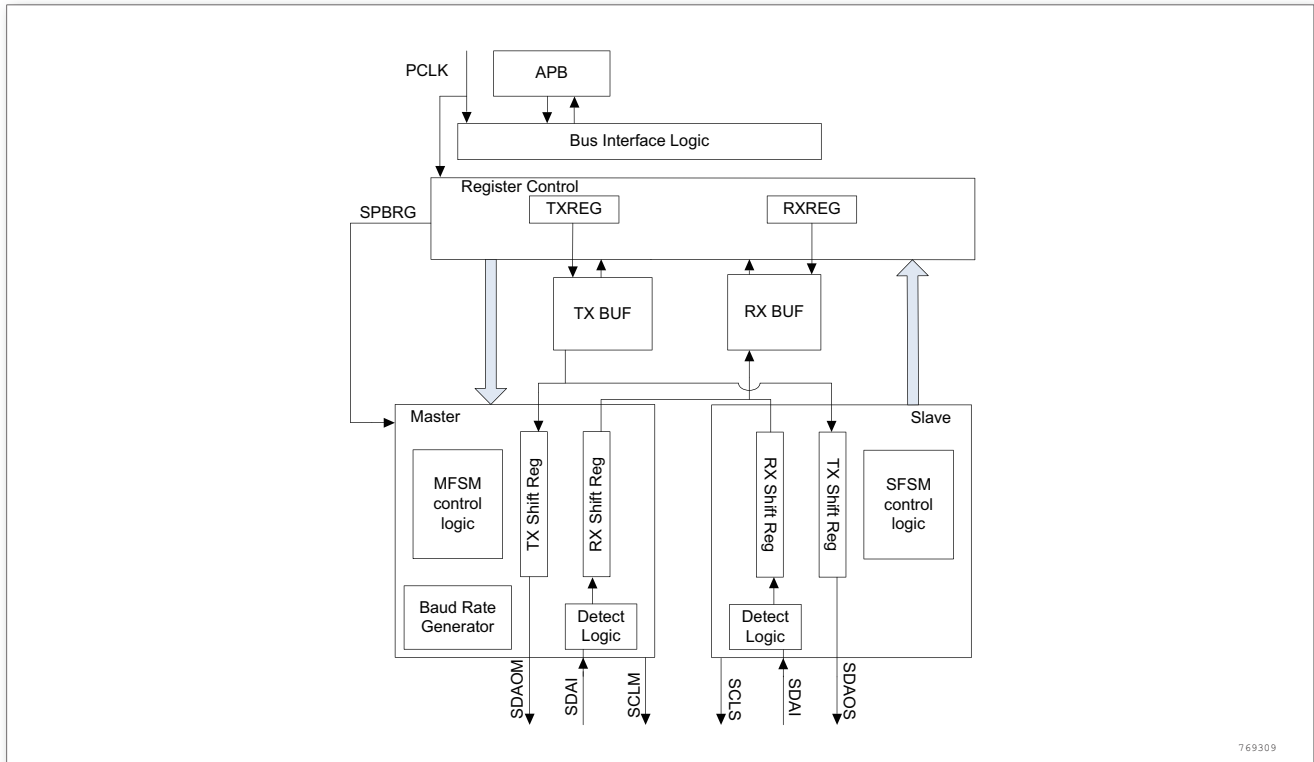 PCLK
APB
Bus Interface Logic
Register Control
SPBRG
TXREG
RXREG
TX BUF
RX BUF
Master
Slave
MFSM
control
logic
TX Shift Reg
RX Shift Reg
RX Shift Reg
TX Shift Reg
SFSM
control
logic
Baud Rate
Generator
Detect
Logic
Detect
Logic
SDAOM
SDAI
SCLM
SCLS
SDAI
SDAOS
769309